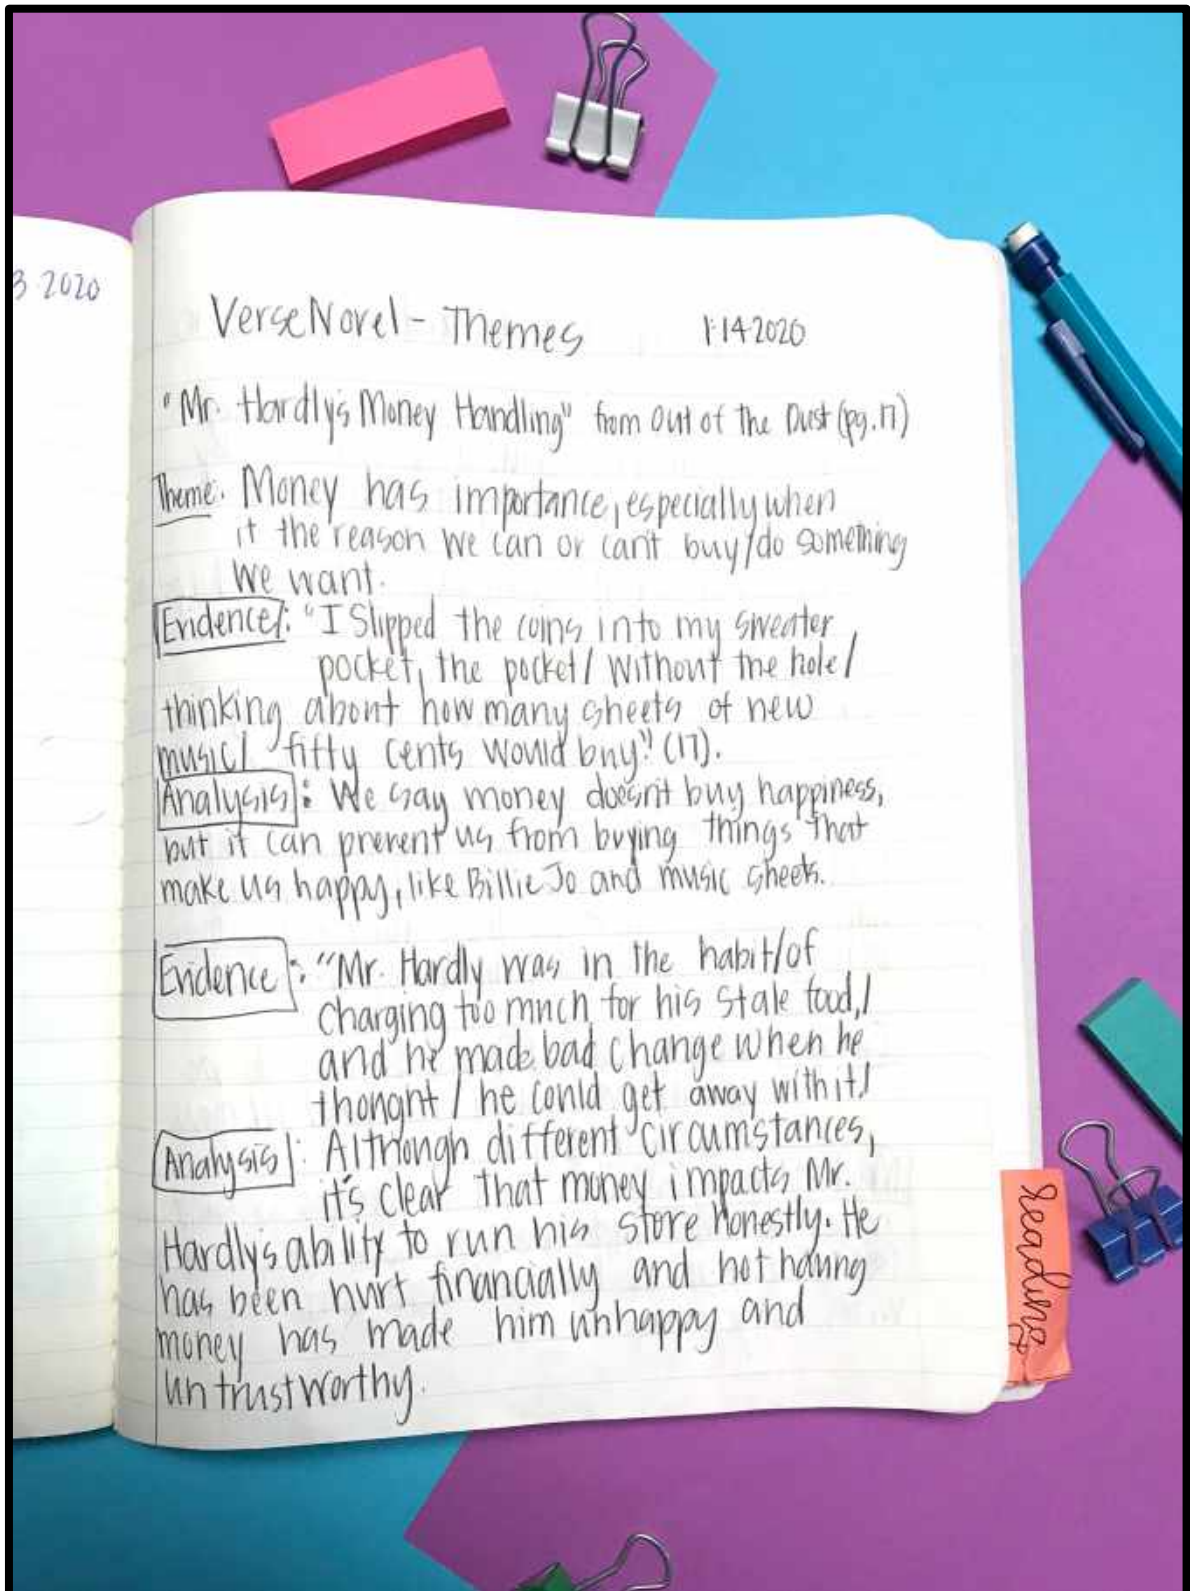 3.2020
Verse Novel - Themes 1.14.2020
"Mr. Hardly's Money Handling" from Out of the Dust (pg. 17)
Theme: Money has importance, especially when
it the reason we can or can't buy/do something
we want.
Evidence: "I Slipped the coins into my sweater
pocket, the pocket/ without the hole/
thinking about how many sheets of new
music/ fifty cents would buy." (17).
Analysis: We say money doesn't buy happiness,
but it can prevent us from buying things that
make us happy, like Billie Jo and music sheets.
Evidence: "Mr. Hardly was in the habit/of
charging too much for his stale food,/
and he made bad change when he
thought / he could get away with it/
Analysis: Although different circumstances,
it's clear that money impacts Mr.
Hardly's ability to run his store honestly. He
has been hurt financially and not having
money has made him unhappy and
untrustworthy.
reading